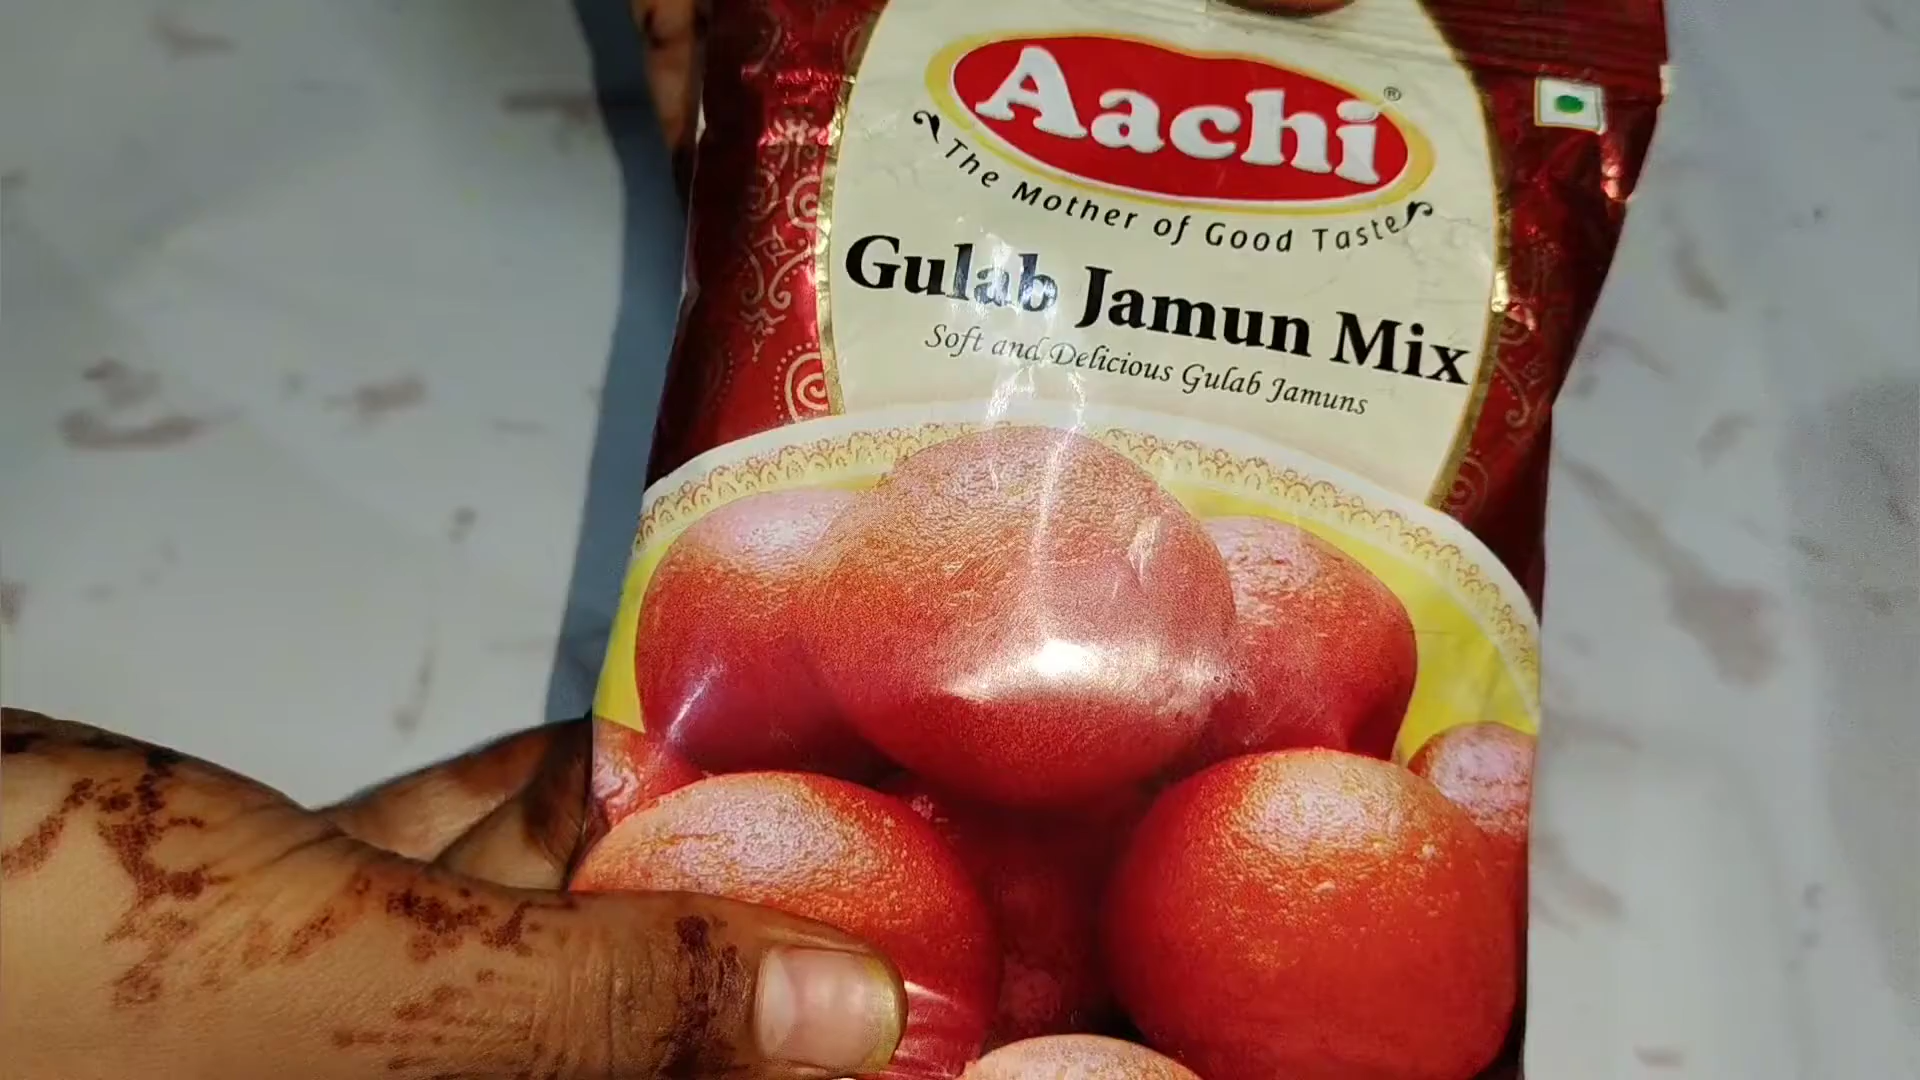 Aachi®
The Mother of Good Taste
Gulab Jamun Mix
Soft and Delicious Gulab Jamuns